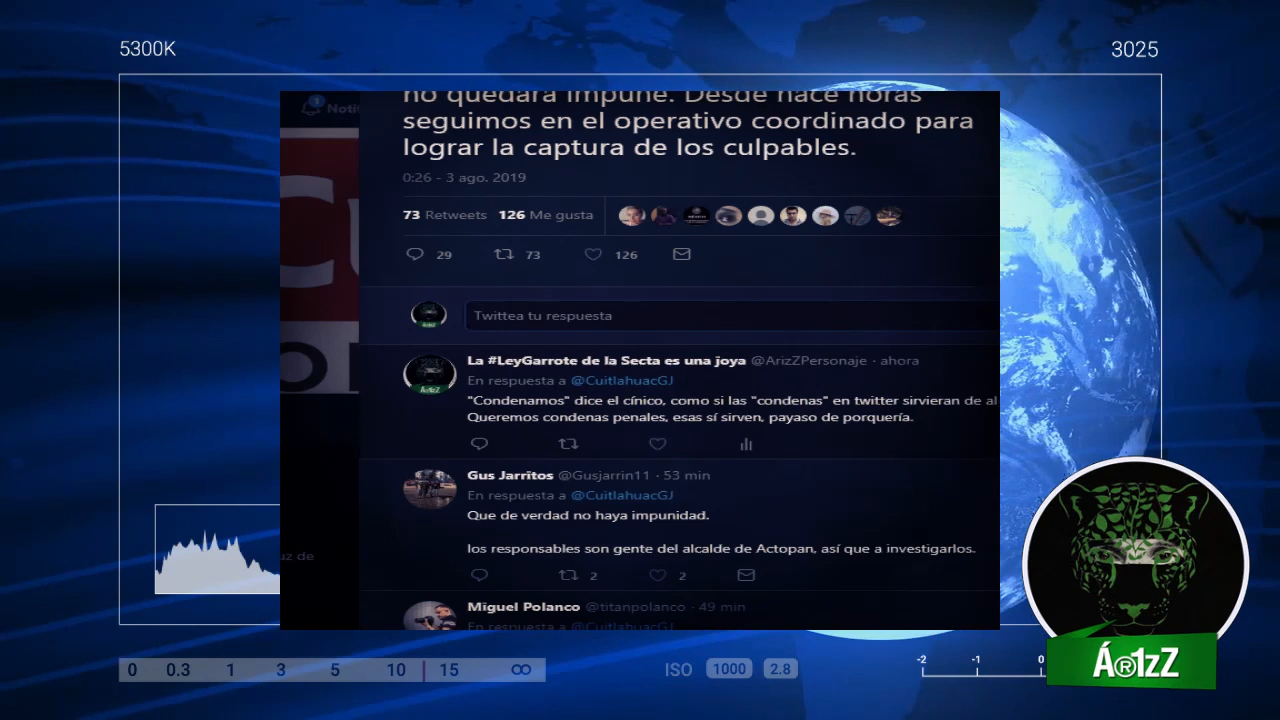 5300K
3025
Noti
no quedará impune. Desde hace horas
seguimos en el operativo coordinado para
lograr la captura de los culpables.
0:26 - 3 ago. 2019
73 Retweets 126 Me gusta
29 73 126
Twittea tu respuesta
La #LeyGarrote de la Secta es una joya @ArizZPersonaje · ahora
En respuesta a @CuitlahuacGJ
"Condenamos" dice el cínico, como si las "condenas" en twitter sirvieran de al
Queremos condenas penales, esas sí sirven, payaso de porquería.
Gus Jarritos @Gusjarrin11 · 53 min
En respuesta a @CuitlahuacGJ
Que de verdad no haya impunidad.
los responsables son gente del alcalde de Actopan, así que a investigarlos.
2 2
uz de
Miguel Polanco @titanpolanco · 49 min
En respuesta a @CuitlahuacGJ
0 0.3 1 3 5 10 15 ∞
ISO 1000 2.8
-2 -1 0
Á®1zZ